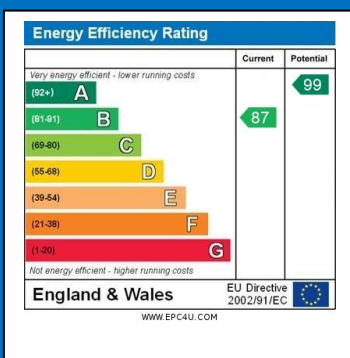 Energy Efficiency Rating
Current Potential
Very energy efficient - lower running costs
(92+) A 99
(81-91) B 87
(69-80) C
(55-68) D
(39-54) E
(21-38) F
(1-20) G
Not energy efficient - higher running costs
England & Wales EU Directive
2002/91/EC
WWW.EPC4U.COM